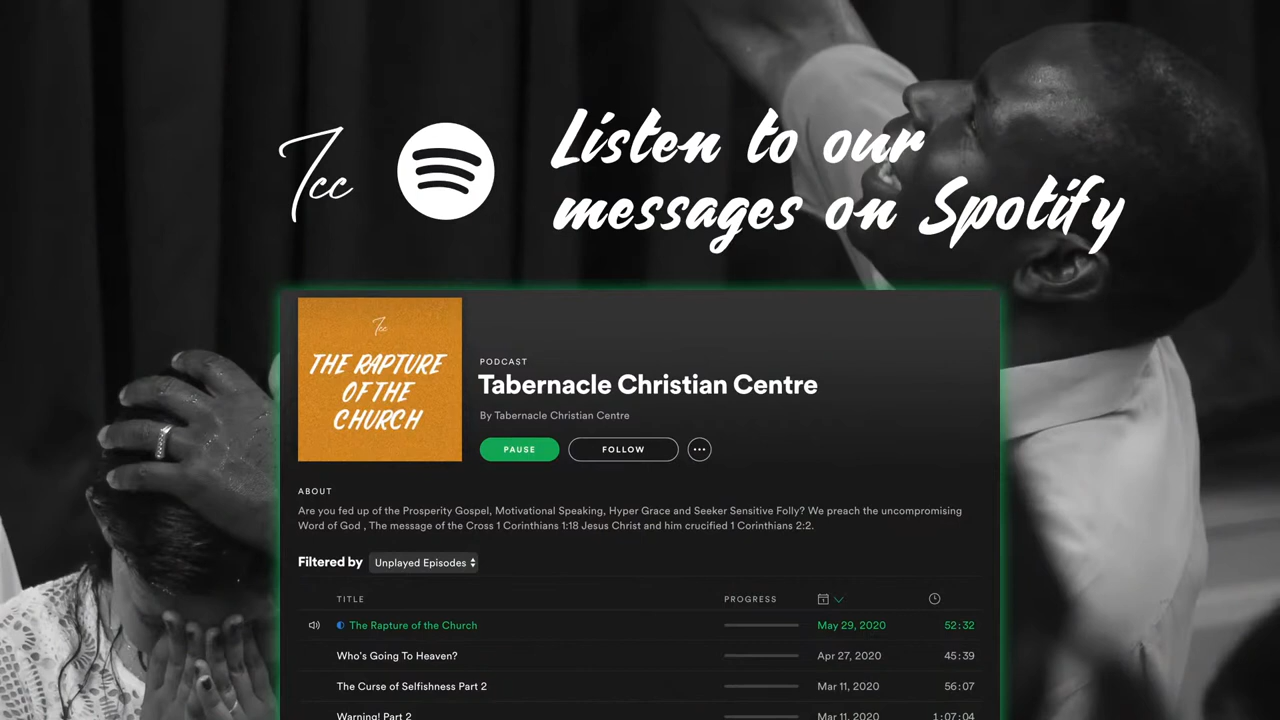 Tcc
Listen to our
messages on Spotify
Tcc
THE RAPTURE
OF THE
CHURCH
PODCAST
Tabernacle Christian Centre
By Tabernacle Christian Centre
PAUSE
FOLLOW
ABOUT
Are you fed up of the Prosperity Gospel, Motivational Speaking, Hyper Grace and Seeker Sensitive Folly? We preach the uncompromising
Word of God , The message of the Cross 1 Corinthians 1:18 Jesus Christ and him crucified 1 Corinthians 2:2.
Filtered by Unplayed Episodes
TITLE PROGRESS
The Rapture of the Church May 29, 2020 52:32
Who's Going To Heaven? Apr 27, 2020 45:39
The Curse of Selfishness Part 2 Mar 11, 2020 56:07
Warning! Part 2 Mar 11, 2020 1:07:04